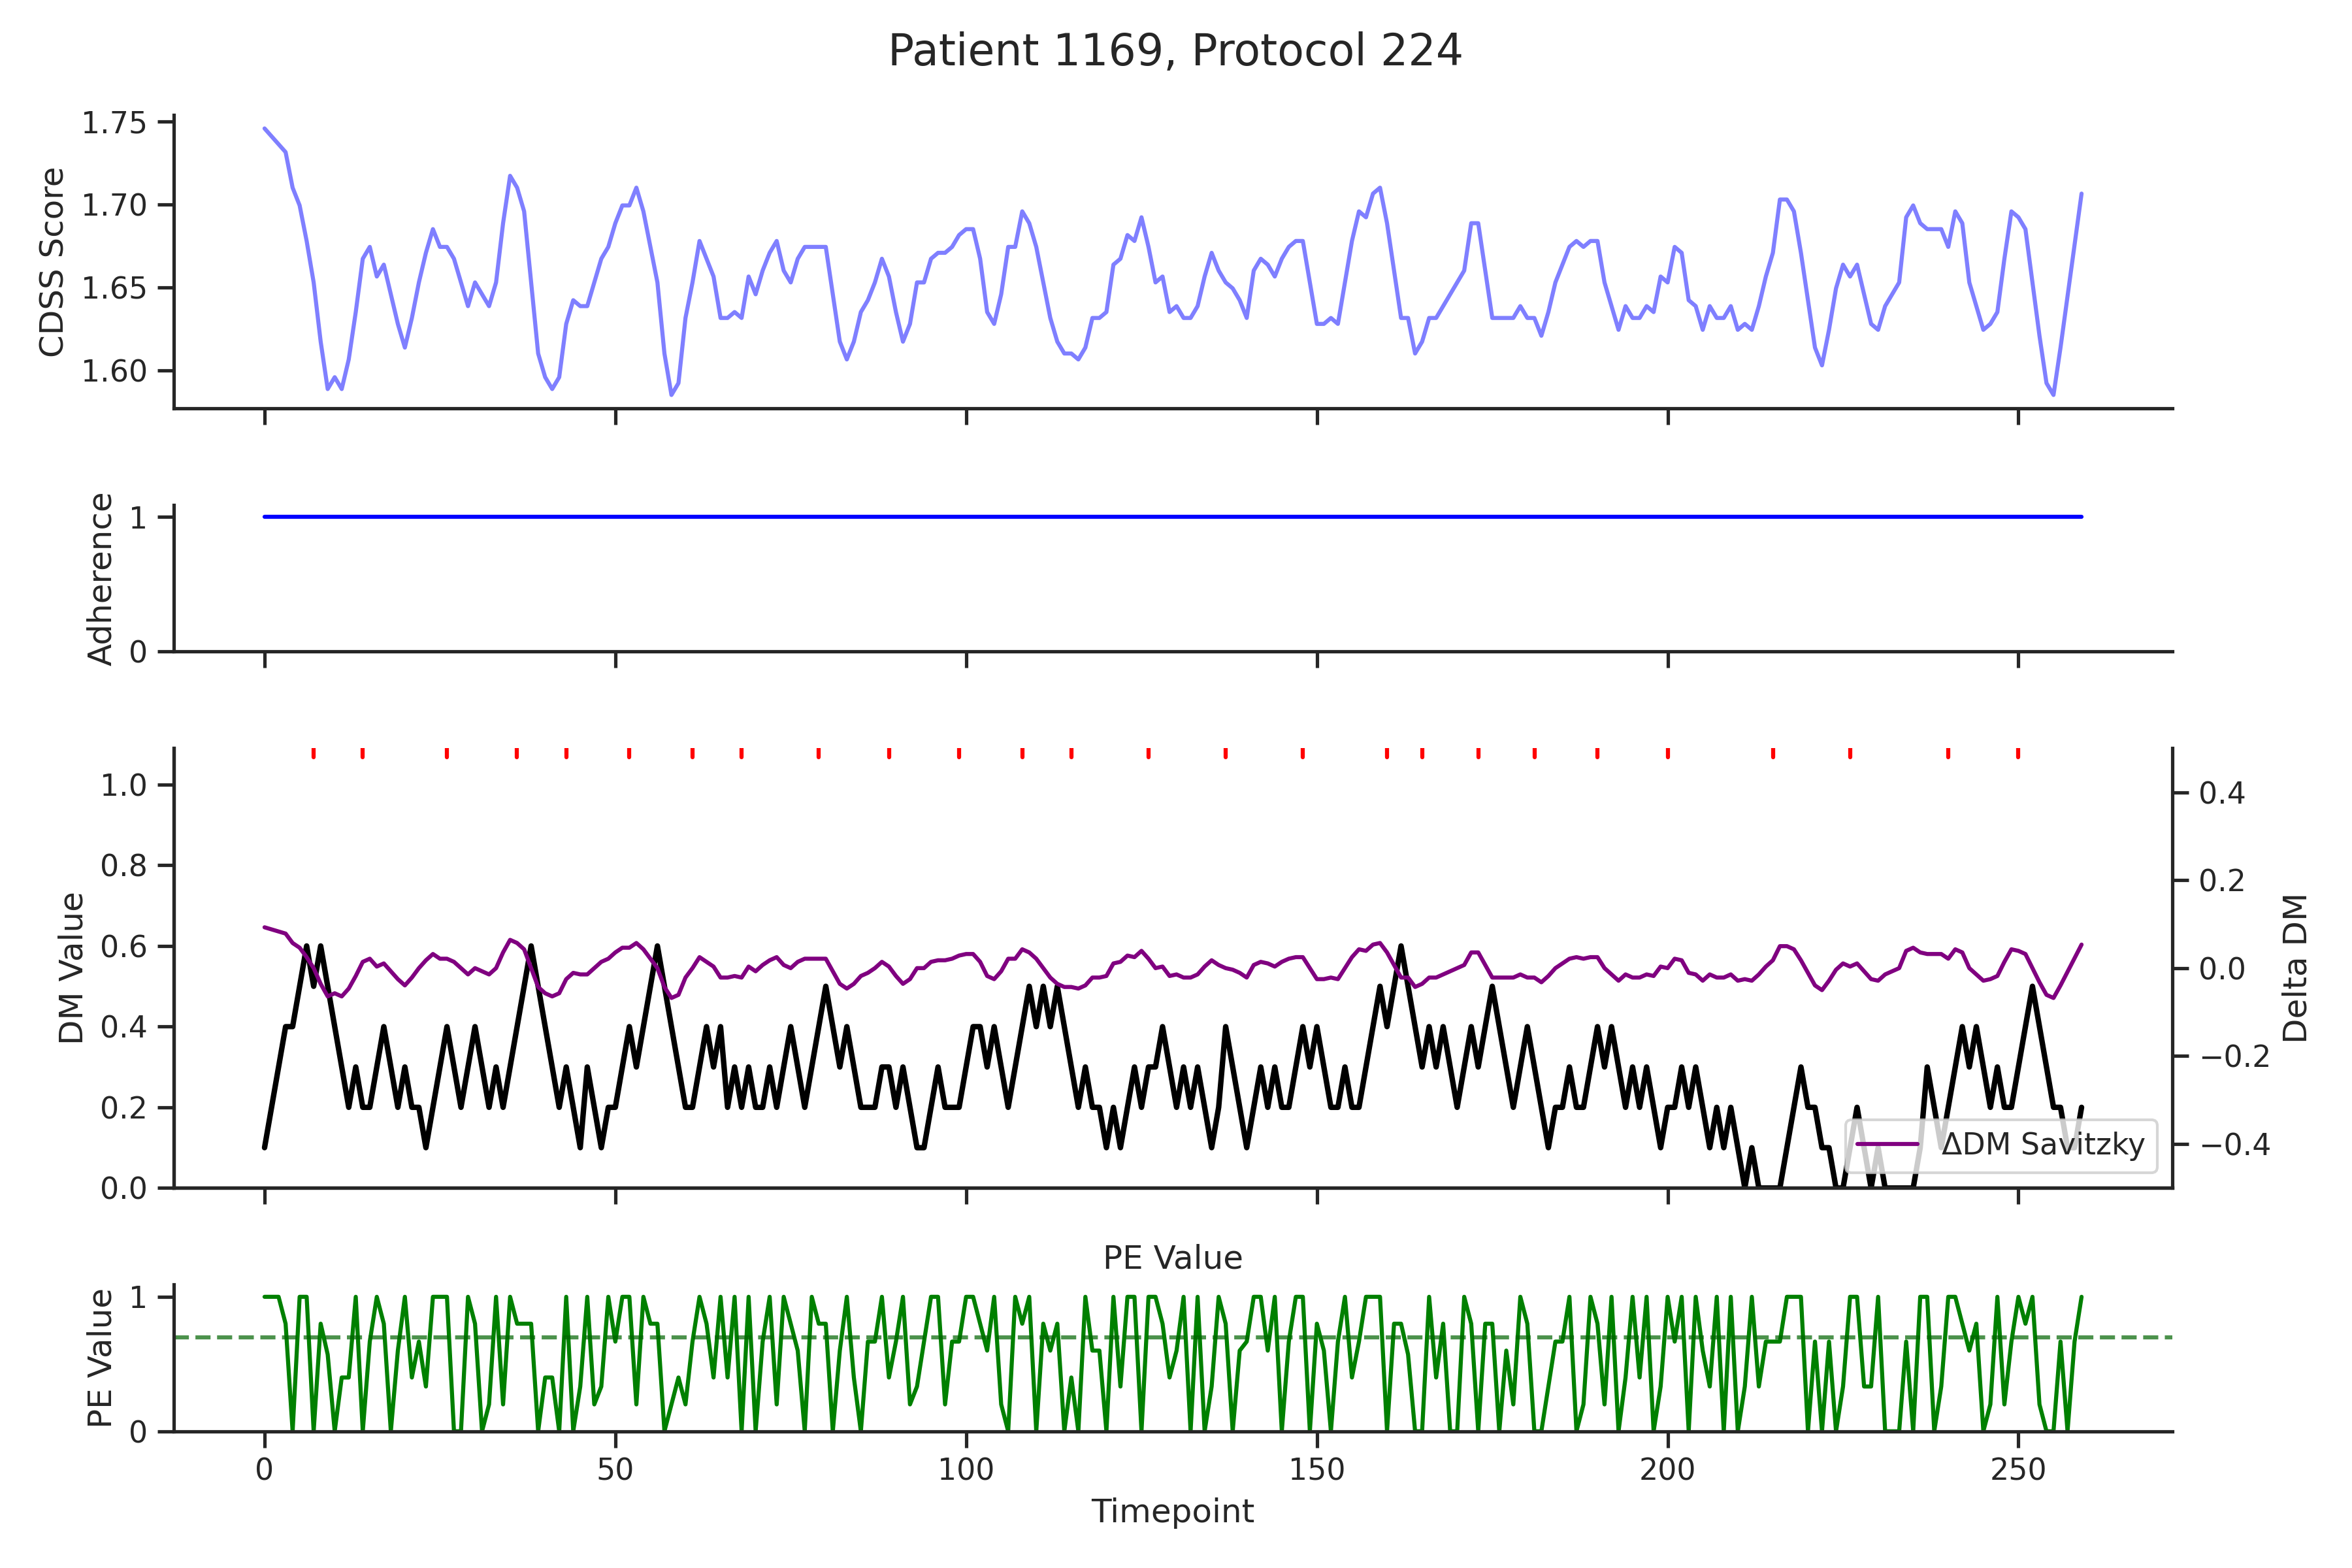 Patient 1169, Protocol 224
CDSS Score
1.75
1.70
1.65
1.60
Adherence
1
0
DM Value
1.0
0.8
0.6
0.4
0.2
0.0
Delta DM
0.4
0.2
0.0
−0.2
−0.4
ΔDM Savitzky
PE Value
PE Value
1
0
0
50
100
150
200
250
Timepoint